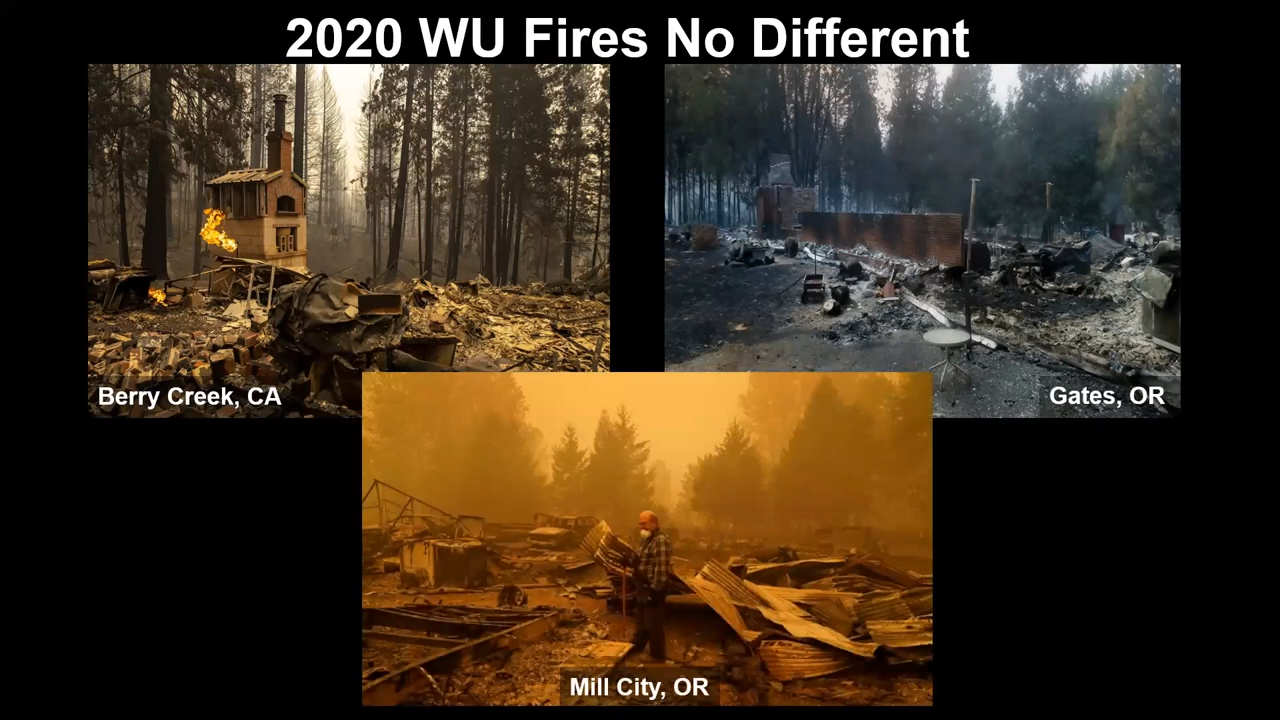 2020 WU Fires No Different
Berry Creek, CA
Gates, OR
Mill City, OR